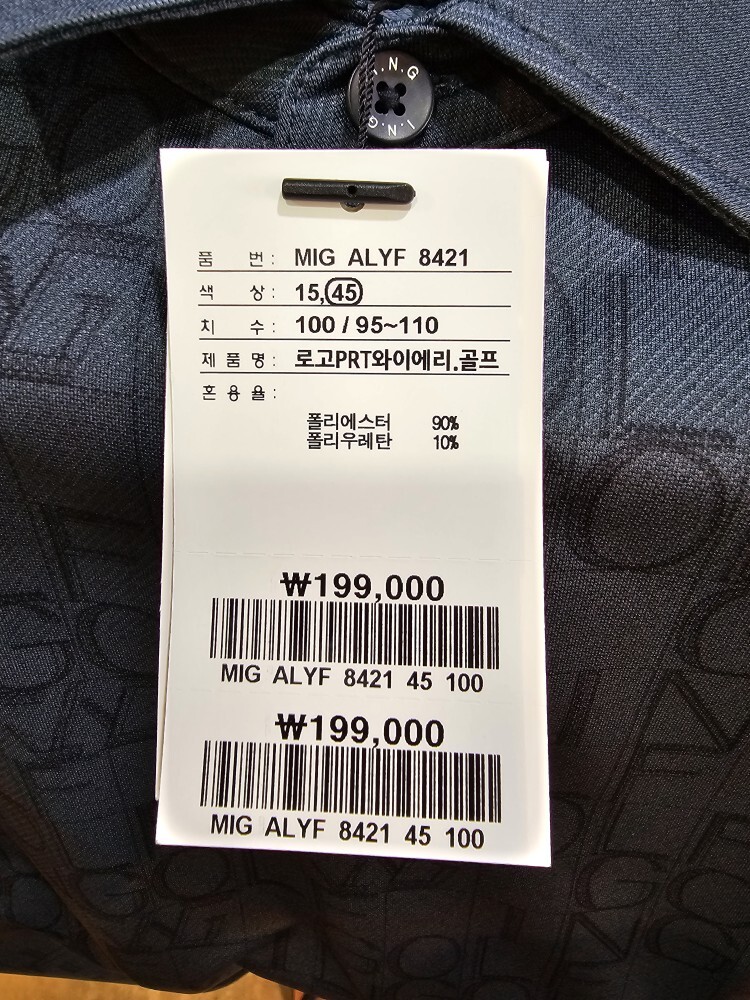 I.N.G
I.N.G
품 번: MIG ALYF 8421
색 상: 15,45
치 수: 100 / 95~110
제 품 명: 로고PRT와이에리.골프
혼 용 율:
폴리에스터 90%
폴리우레탄 10%
₩199,000
MIG ALYF 8421 45 100
₩199,000
MIG ALYF 8421 45 100